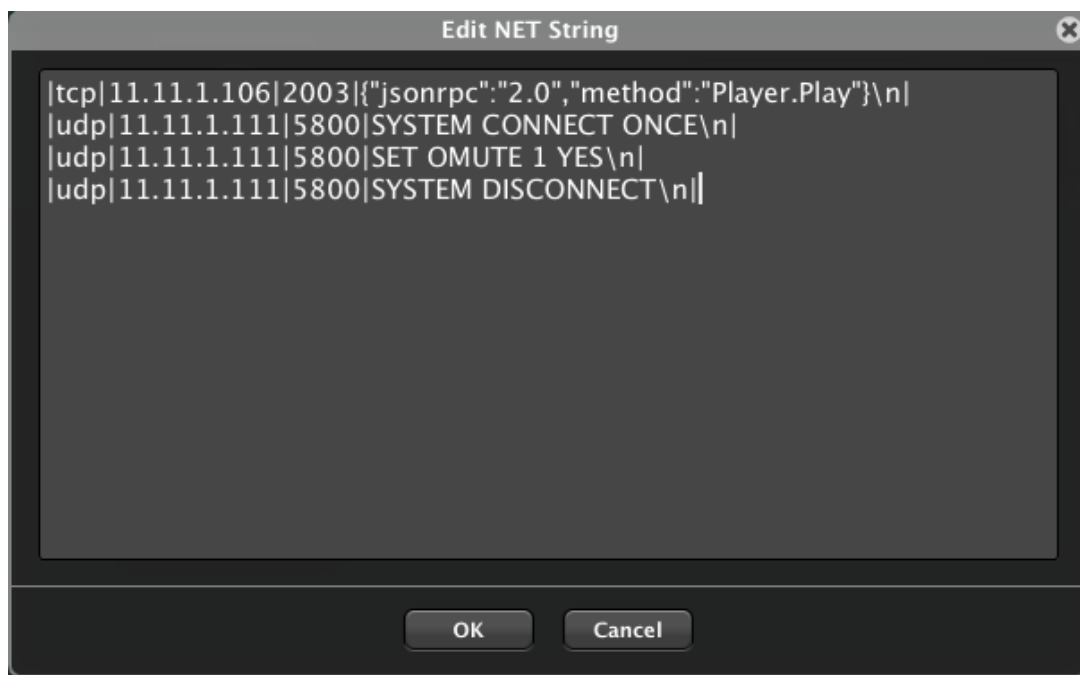 Edit NET String
|tcp|11.11.1.106|2003|{"jsonrpc":"2.0","method":"Player.Play"}\n|
|udp|11.11.1.111|5800|SYSTEM CONNECT ONCE\n|
|udp|11.11.1.111|5800|SET OMUTE 1 YES\n|
|udp|11.11.1.111|5800|SYSTEM DISCONNECT\n|
OK Cancel